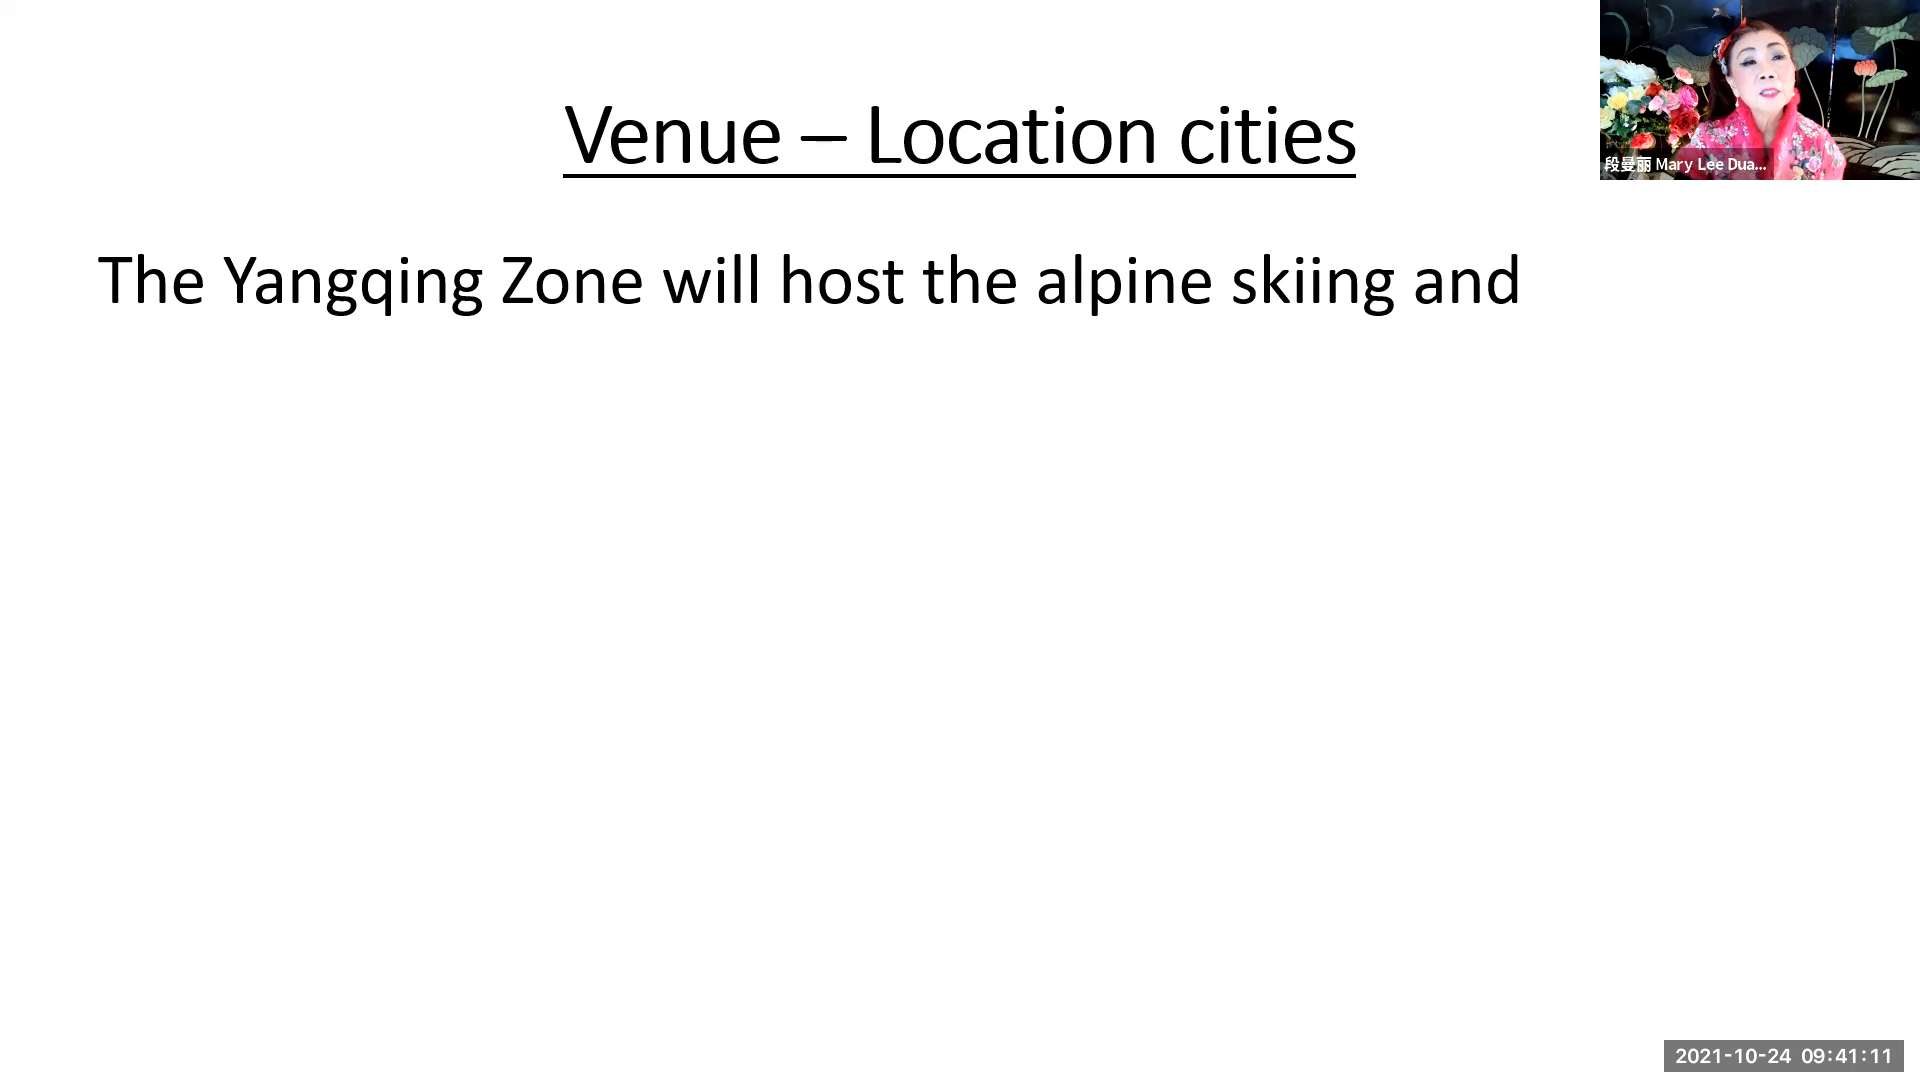 Venue – Location cities
段曼丽 Mary Lee Dua...
The Yangqing Zone will host the alpine skiing and
2021-10-24 09:41:11